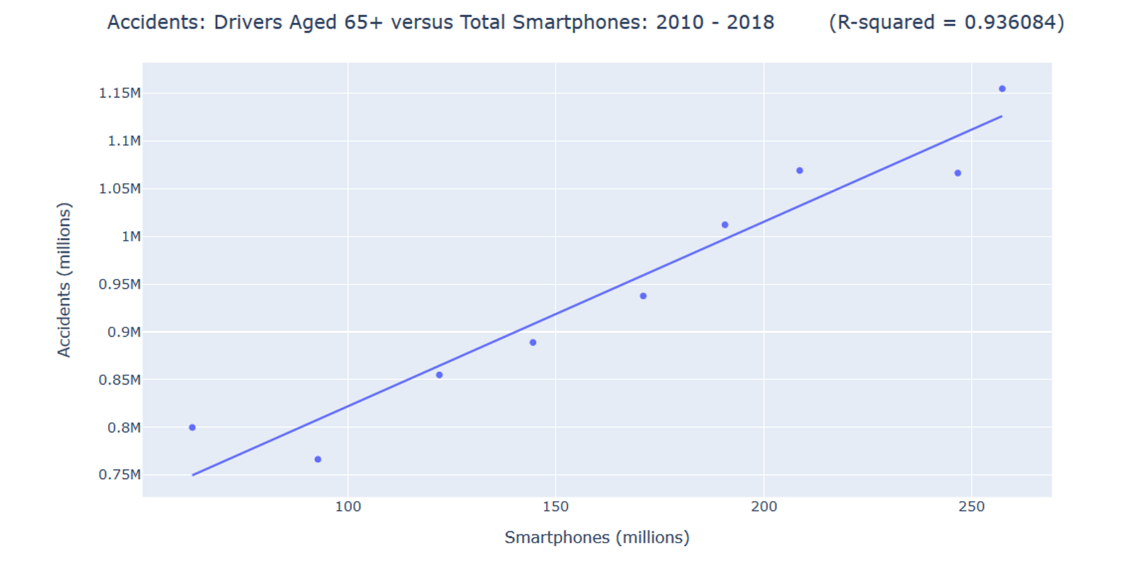 Accidents: Drivers Aged 65+ versus Total Smartphones: 2010 - 2018 (R-squared = 0.936084)
1.15M
1.1M
1.05M
1M
0.95M
0.9M
0.85M
0.8M
0.75M
Accidents (millions)
100 150 200 250
Smartphones (millions)